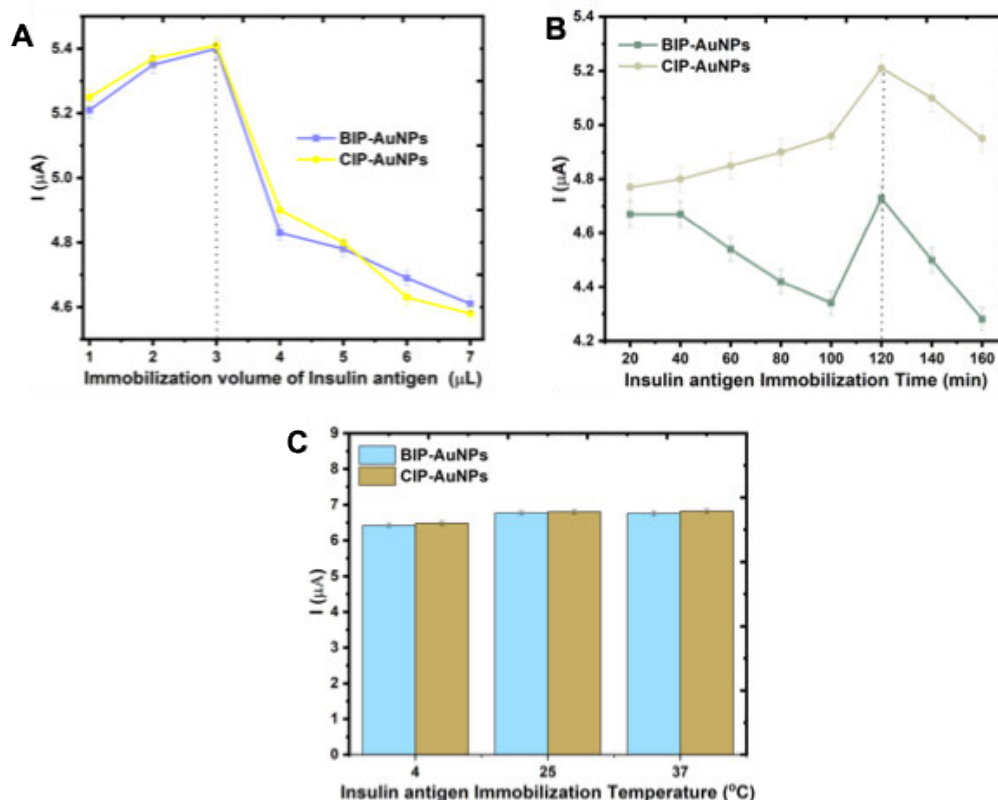 A
I (μA)
5.4
5.2
5.0
4.8
4.6
BIP-AuNPs
CIP-AuNPs
1 2 3 4 5 6 7
Immobilization volume of Insulin antigen (μL)
B
I (μA)
5.4
5.2
5.0
4.8
4.6
4.4
4.2
BIP-AuNPs
CIP-AuNPs
20 40 60 80 100 120 140 160
Insulin antigen Immobilization Time (min)
C
I (μA)
9
8
7
6
5
4
3
2
1
0
BIP-AuNPs
CIP-AuNPs
4 25 37
Insulin antigen Immobilization Temperature (°C)